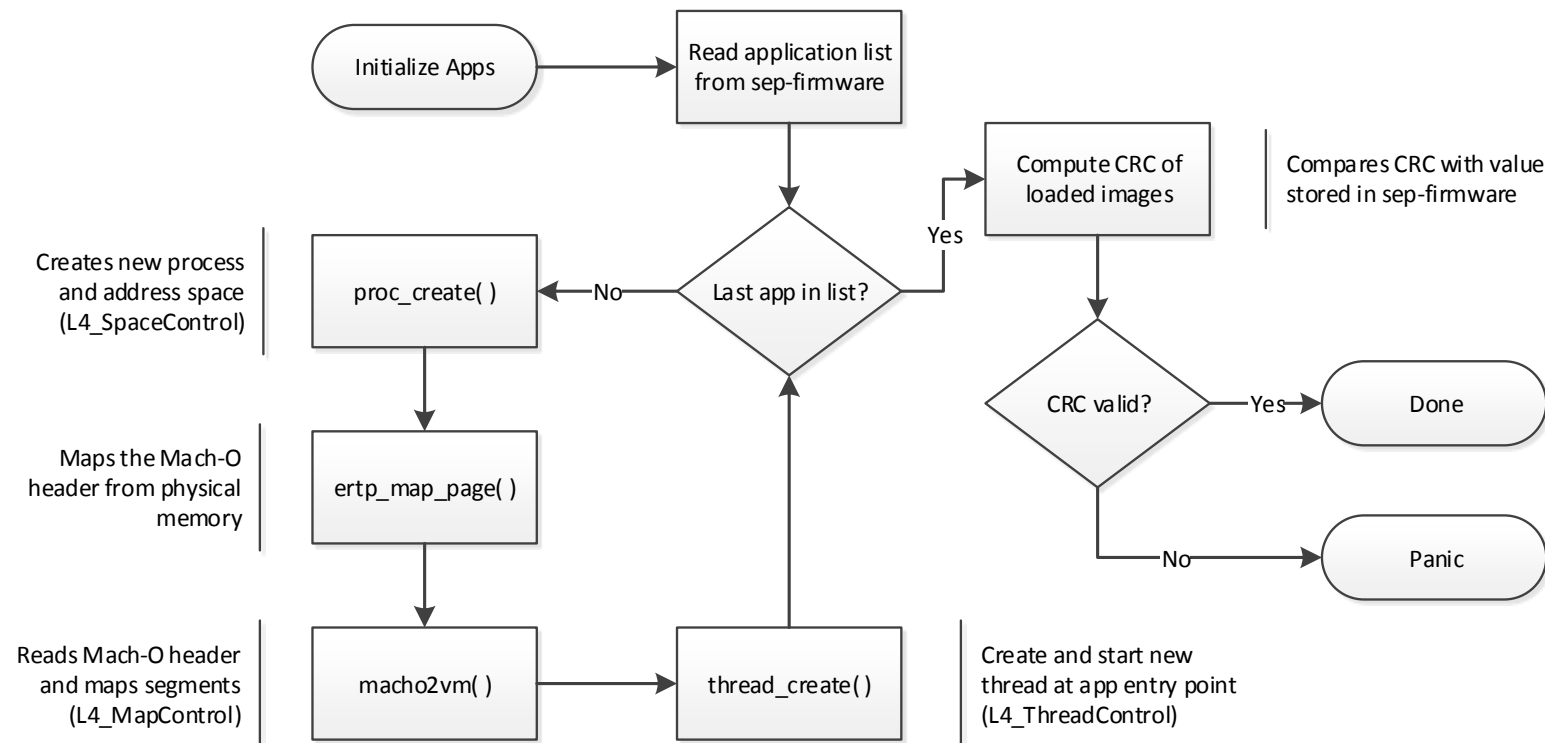 Initialize Apps
Read application list
from sep-firmware
Compute CRC of
loaded images
Compares CRC with value
stored in sep-firmware
Yes
Creates new process
and address space
(L4_SpaceControl)
proc_create( )
No
Last app in list?
CRC valid?
Yes
Done
Maps the Mach-O
header from physical
memory
ertp_map_page( )
No
Panic
Reads Mach-O header
and maps segments
(L4_MapControl)
macho2vm( )
thread_create( )
Create and start new
thread at app entry point
(L4_ThreadControl)